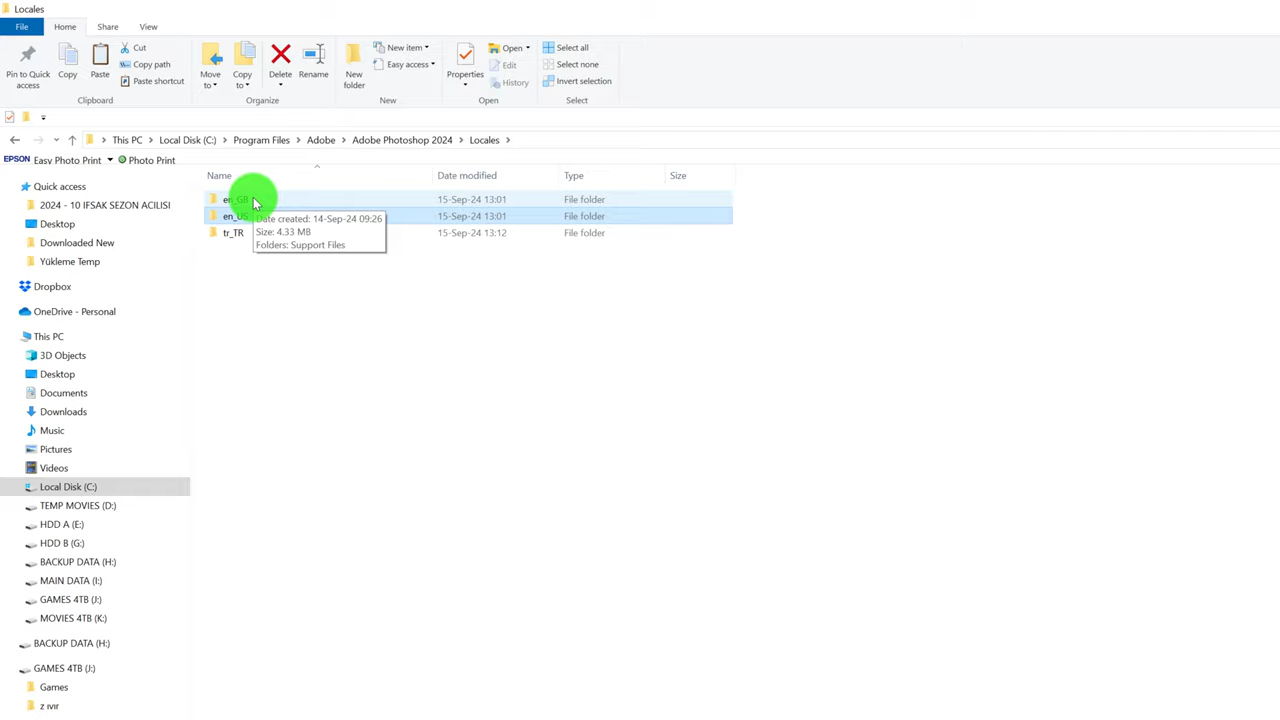 Locales
File
Home
Share
View
Pin to Quick access
Copy
Paste
Cut
Copy path
Paste shortcut
Clipboard
Move to
Copy to
Delete
Rename
Organize
New folder
New item
Easy access
New
Properties
Open
Edit
History
Open
Select all
Select none
Invert selection
Select
This PC > Local Disk (C:) > Program Files > Adobe > Adobe Photoshop 2024 > Locales >
EPSON Easy Photo Print Photo Print
Name Date modified Type Size
en_GB 15-Sep-24 13:01 File folder
en_US 15-Sep-24 13:01 File folder
tr_TR 15-Sep-24 13:12 File folder
Date created: 14-Sep-24 09:26
Size: 4.33 MB
Folders: Support Files
Quick access
2024 - 10 IFSAK SEZON ACILISI
Desktop
Downloaded New
Yükleme Temp
Dropbox
OneDrive - Personal
This PC
3D Objects
Desktop
Documents
Downloads
Music
Pictures
Videos
Local Disk (C:)
TEMP MOVIES (D:)
HDD A (E:)
HDD B (G:)
BACKUP DATA (H:)
MAIN DATA (I:)
GAMES 4TB (J:)
MOVIES 4TB (K:)
BACKUP DATA (H:)
GAMES 4TB (J:)
Games